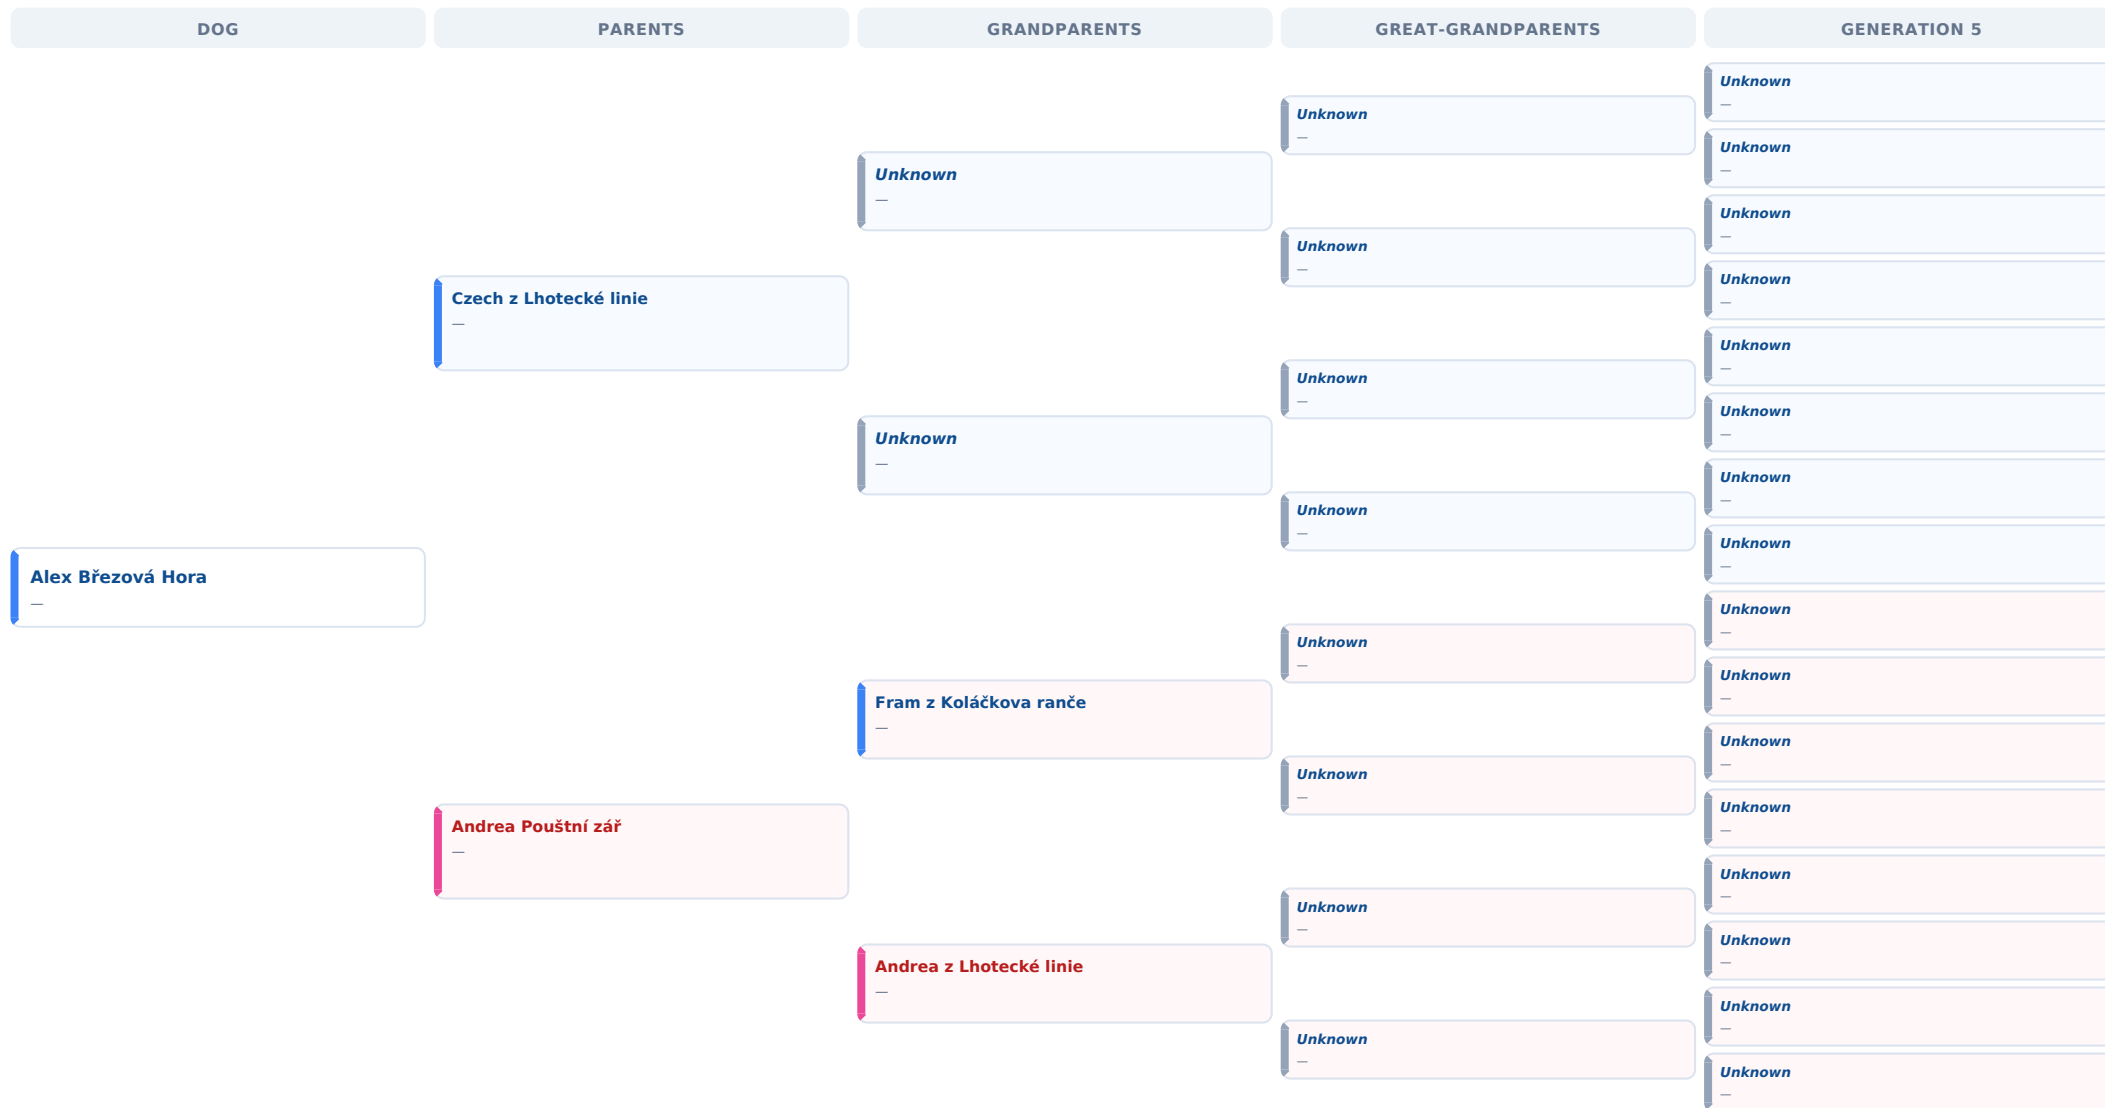 DOG
PARENTS
GRANDPARENTS
GREAT-GRANDPARENTS
GENERATION 5
Alex Březová Hora
—
Czech z Lhotecké linie
—
Andrea Pouštní zář
—
Unknown
—
Unknown
—
Fram z Koláčkova ranče
—
Andrea z Lhotecké linie
—
Unknown
—
Unknown
—
Unknown
—
Unknown
—
Unknown
—
Unknown
—
Unknown
—
Unknown
—
Unknown
—
Unknown
—
Unknown
—
Unknown
—
Unknown
—
Unknown
—
Unknown
—
Unknown
—
Unknown
—
Unknown
—
Unknown
—
Unknown
—
Unknown
—
Unknown
—
Unknown
—
Unknown
—